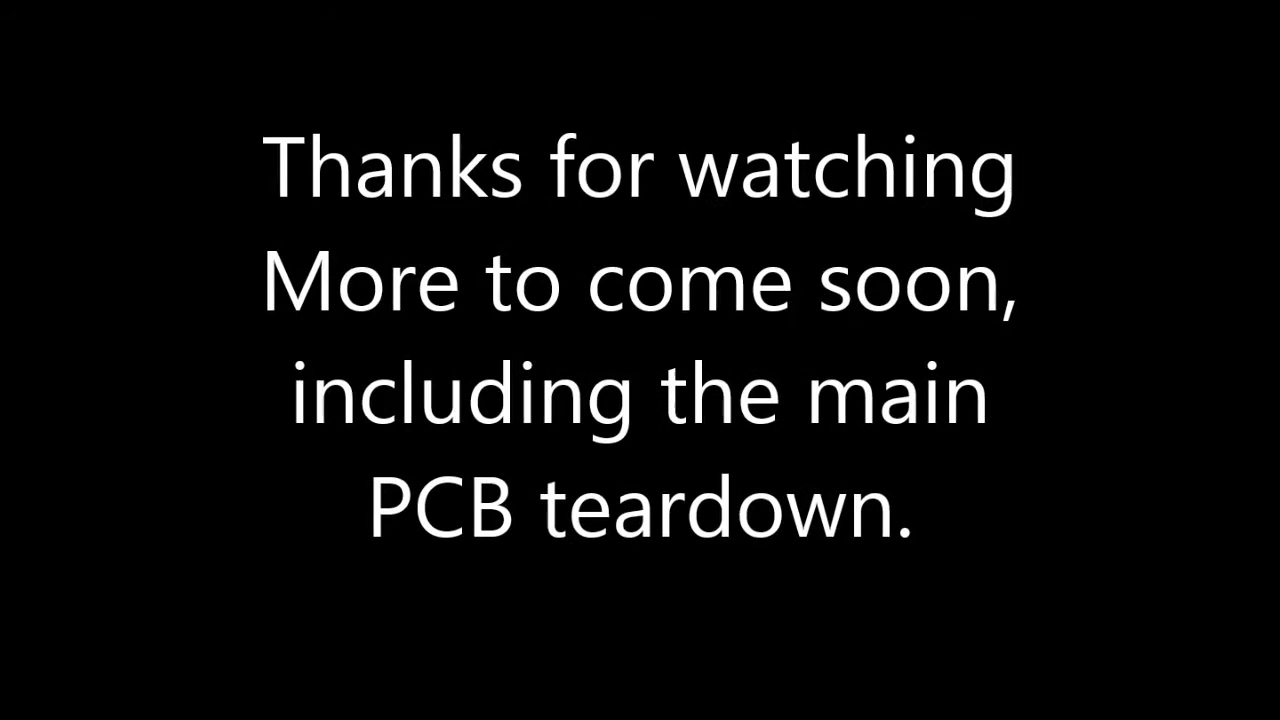 Thanks for watching
More to come soon,
including the main
PCB teardown.